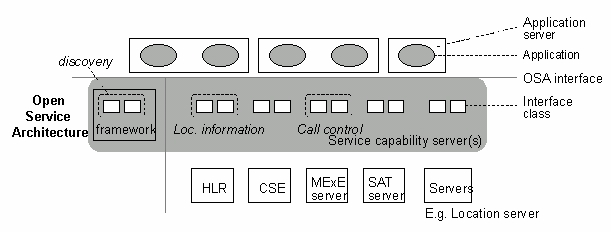 Application
server
discovery
Application
OSA interface
Open
Service
Architecture
Interface
class
framework
Loc. information
Call control
Service capability server(s)
HLR
CSE
MExE
server
SAT
server
Servers
E.g. Location server